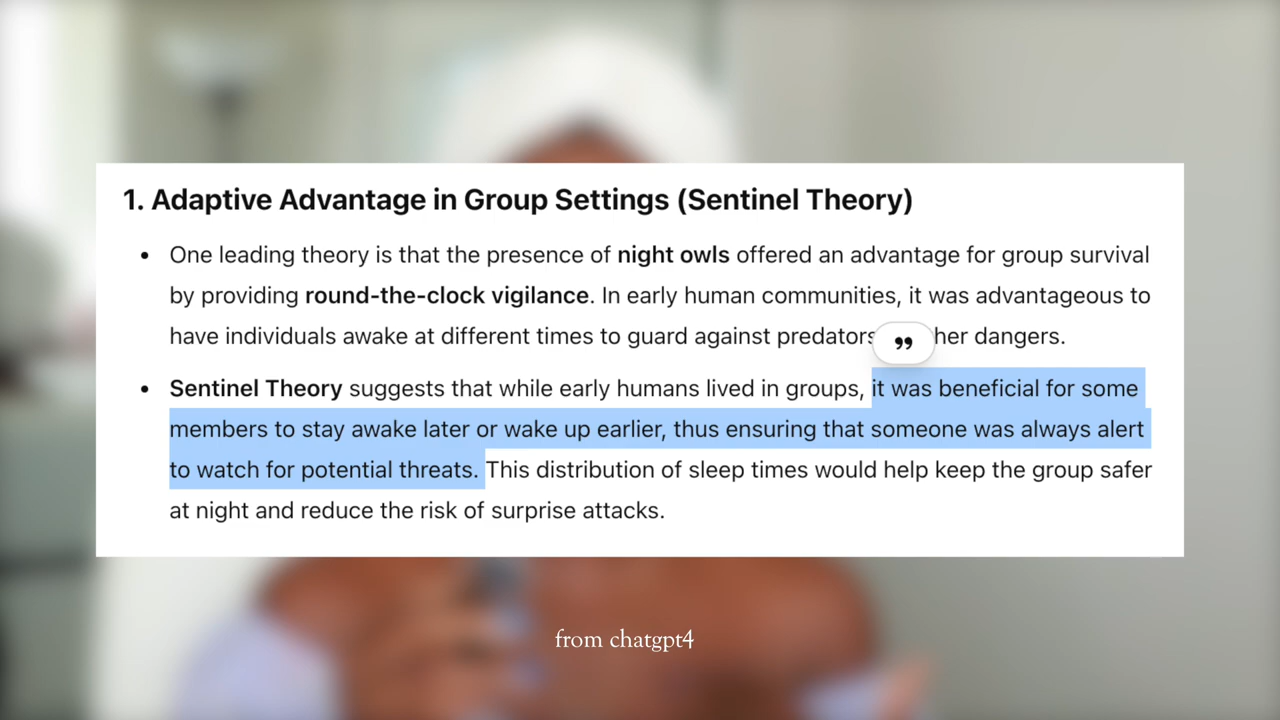 1. Adaptive Advantage in Group Settings (Sentinel Theory)
• One leading theory is that the presence of night owls offered an advantage for group survival
by providing round-the-clock vigilance. In early human communities, it was advantageous to
have individuals awake at different times to guard against predators her dangers.
”
• Sentinel Theory suggests that while early humans lived in groups, it was beneficial for some
members to stay awake later or wake up earlier, thus ensuring that someone was always alert
to watch for potential threats. This distribution of sleep times would help keep the group safer
at night and reduce the risk of surprise attacks.
from chatgpt4